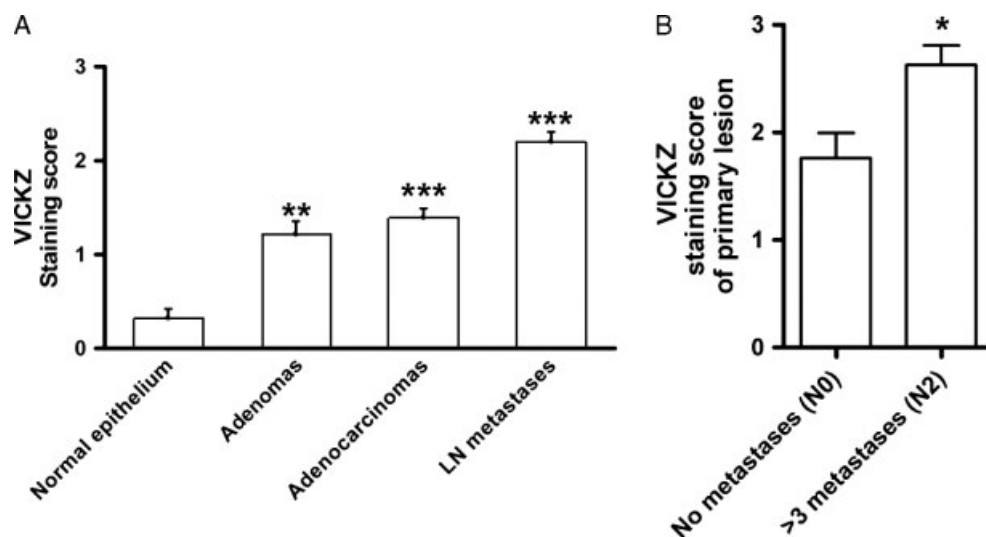 A
VICKZ
Staining score
3
2
1
0
**
***
***
Normal epithelium
Adenomas
Adenocarcinomas
LN metastases
B
VICKZ
staining score
of primary lesion
3
2
1
0
*
No metastases (N0)
>3 metastases (N2)